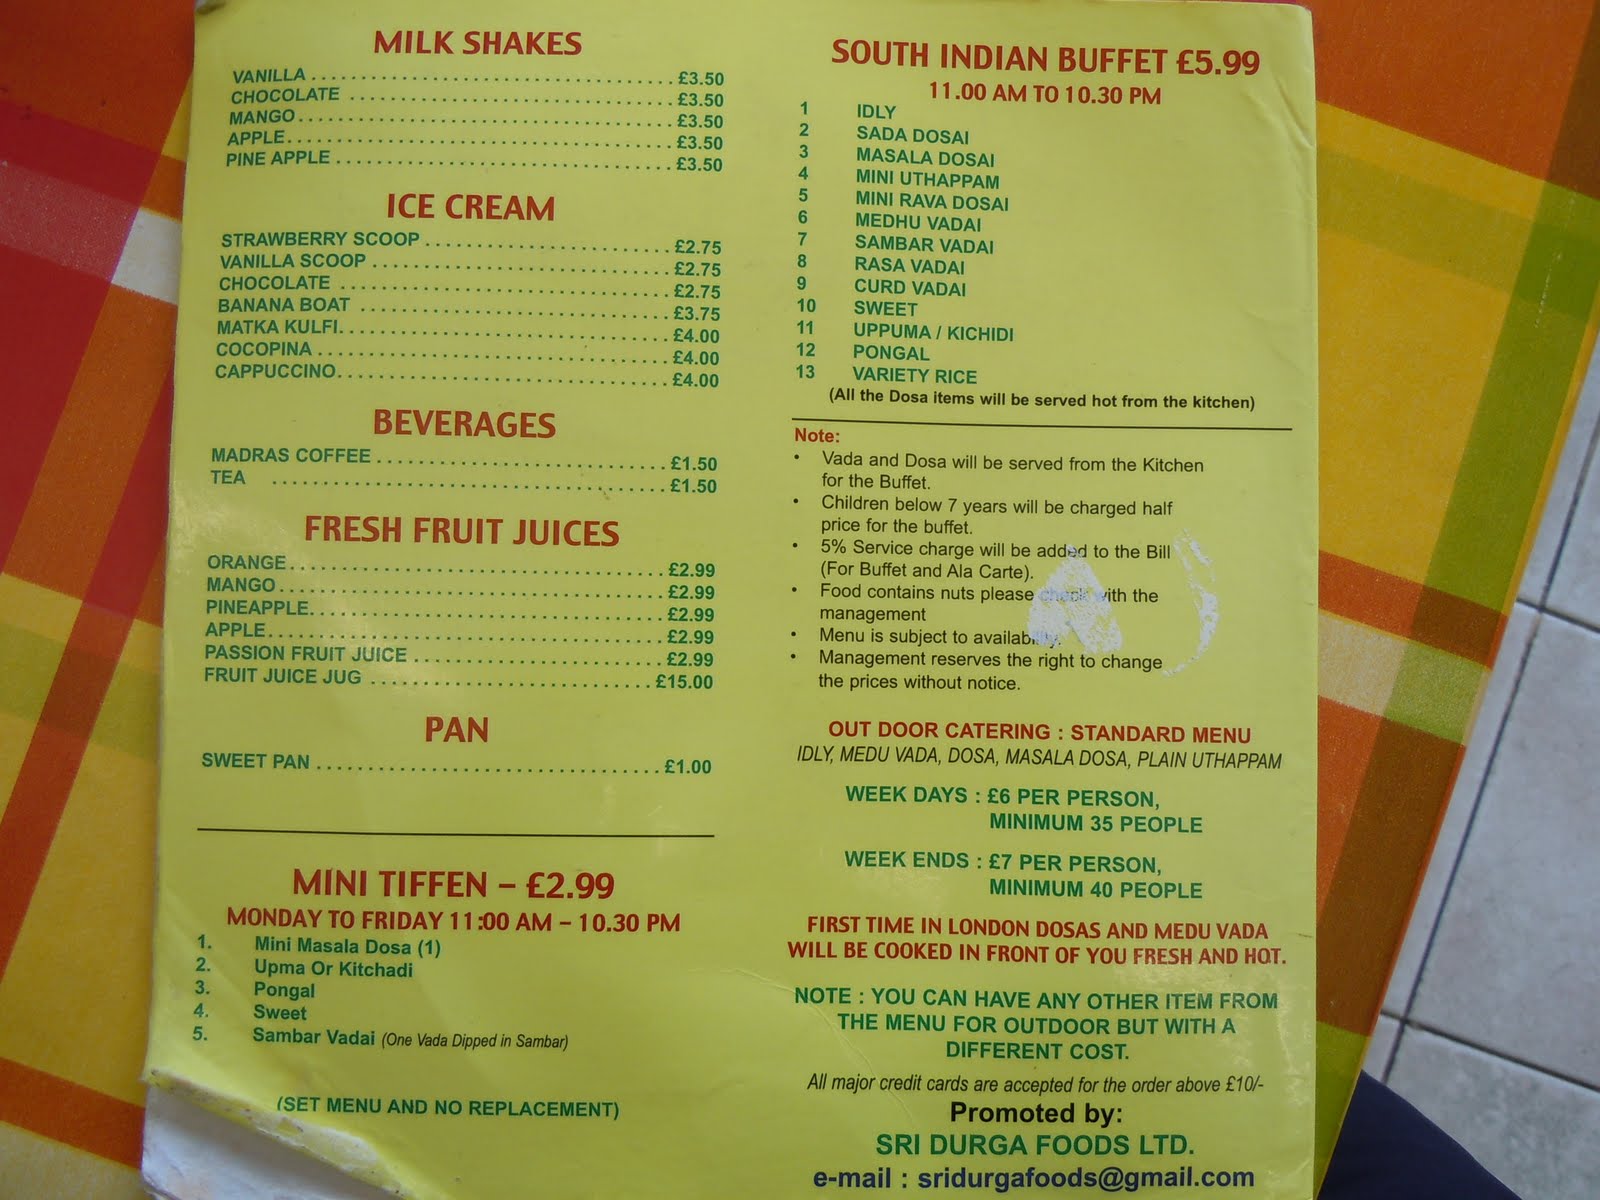 MILK SHAKES
VANILLA ........................................ £3.50
CHOCOLATE ........................................ £3.50
MANGO ........................................ £3.50
APPLE ........................................ £3.50
PINE APPLE ........................................ £3.50
ICE CREAM
STRAWBERRY SCOOP ........................................ £2.75
VANILLA SCOOP ........................................ £2.75
CHOCOLATE ........................................ £2.75
BANANA BOAT ........................................ £3.75
MATKA KULFI ........................................ £4.00
COCOPINA ........................................ £4.00
CAPPUCCINO ........................................ £4.00
BEVERAGES
MADRAS COFFEE ........................................ £1.50
TEA ........................................ £1.50
FRESH FRUIT JUICES
ORANGE ........................................ £2.99
MANGO ........................................ £2.99
PINEAPPLE ........................................ £2.99
APPLE ........................................ £2.99
PASSION FRUIT JUICE ........................................ £2.99
FRUIT JUICE JUG ........................................ £15.00
PAN
SWEET PAN ........................................ £1.00
MINI TIFFEN – £2.99
MONDAY TO FRIDAY 11:00 AM – 10.30 PM
1. Mini Masala Dosa (1)
2. Upma Or Kitchadi
3. Pongal
4. Sweet
5. Sambar Vadai (One Vada Dipped in Sambar)
(SET MENU AND NO REPLACEMENT)
SOUTH INDIAN BUFFET £5.99
11.00 AM TO 10.30 PM
1 IDLY
2 SADA DOSAI
3 MASALA DOSAI
4 MINI UTHAPPAM
5 MINI RAVA DOSAI
6 MEDHU VADAI
7 SAMBAR VADAI
8 RASA VADAI
9 CURD VADAI
10 SWEET
11 UPPUMA / KICHIDI
12 PONGAL
13 VARIETY RICE
(All the Dosa items will be served hot from the kitchen)
Note:
• Vada and Dosa will be served from the Kitchen
for the Buffet.
• Children below 7 years will be charged half
price for the buffet.
• 5% Service charge will be added to the Bill
(For Buffet and Ala Carte).
• Food contains nuts please check with the
management
• Menu is subject to availability.
• Management reserves the right to change
the prices without notice.
OUT DOOR CATERING : STANDARD MENU
IDLY, MEDU VADA, DOSA, MASALA DOSA, PLAIN UTHAPPAM
WEEK DAYS : £6 PER PERSON,
MINIMUM 35 PEOPLE
WEEK ENDS : £7 PER PERSON,
MINIMUM 40 PEOPLE
FIRST TIME IN LONDON DOSAS AND MEDU VADA
WILL BE COOKED IN FRONT OF YOU FRESH AND HOT.
NOTE : YOU CAN HAVE ANY OTHER ITEM FROM
THE MENU FOR OUTDOOR BUT WITH A
DIFFERENT COST.
All major credit cards are accepted for the order above £10/-
Promoted by:
SRI DURGA FOODS LTD.
e-mail : sridurgafoods@gmail.com